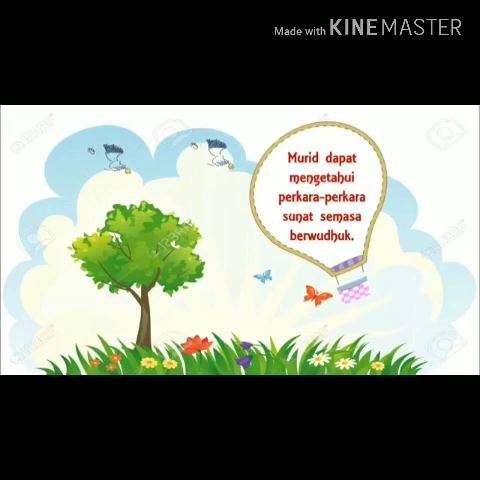 Made with KINEMASTER
Murid dapat
mengetahui
perkara-perkara
sunat semasa
berwudhuk.